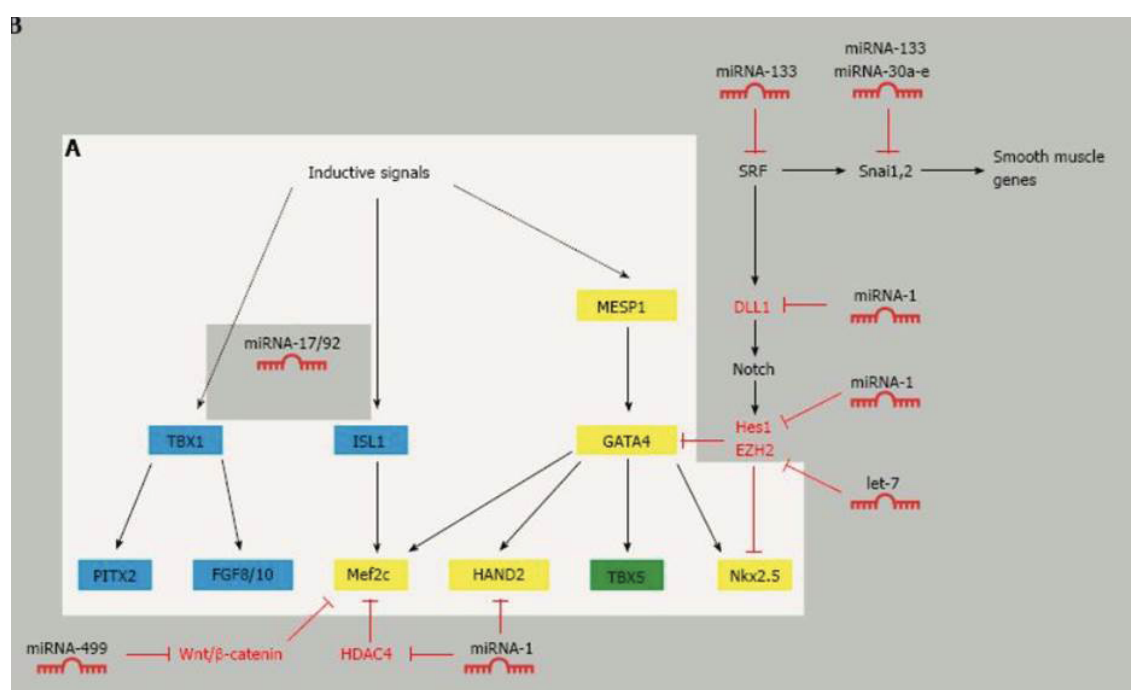 B
miRNA-133
miRNA-133
miRNA-30a-e
A
Inductive signals
SRF
Snai1,2
Smooth muscle
genes
MESP1
DLL1
miRNA-1
miRNA-17/92
Notch
miRNA-1
TBX1
ISL1
GATA4
Hes1
EZH2
let-7
PITX2
FGF8/10
Mef2c
HAND2
TBX5
Nkx2.5
miRNA-499
Wnt/β-catenin
HDAC4
miRNA-1